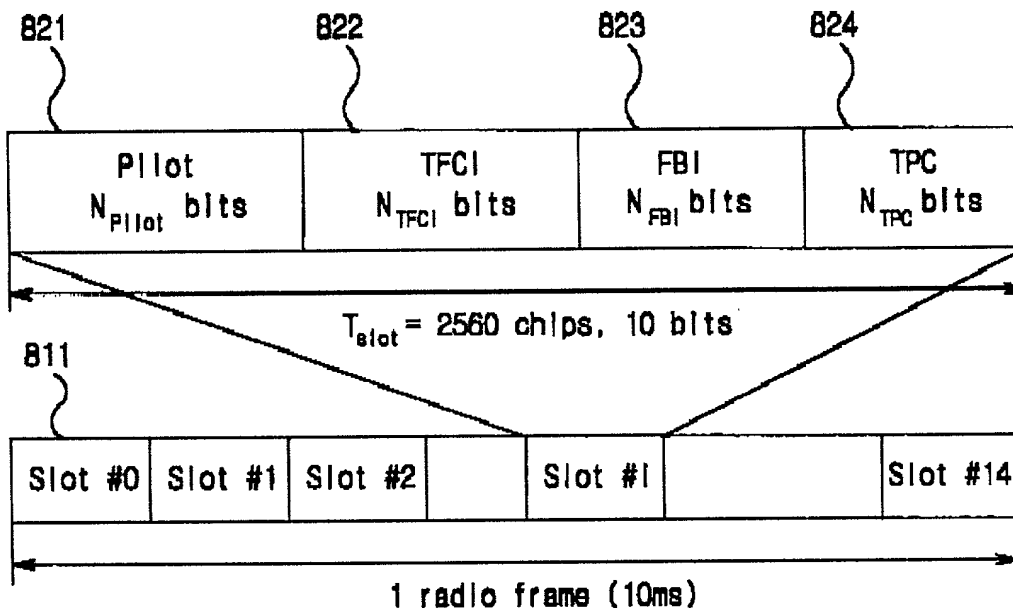 821 822 823 824
Pilot TFCI FBI TPC
N_Pilot bits N_TFCI bits N_FBI bits N_TPC bits
T_slot = 2560 chips, 10 bits
811
Slot #0 Slot #1 Slot #2 Slot #i Slot #14
1 radio frame (10ms)